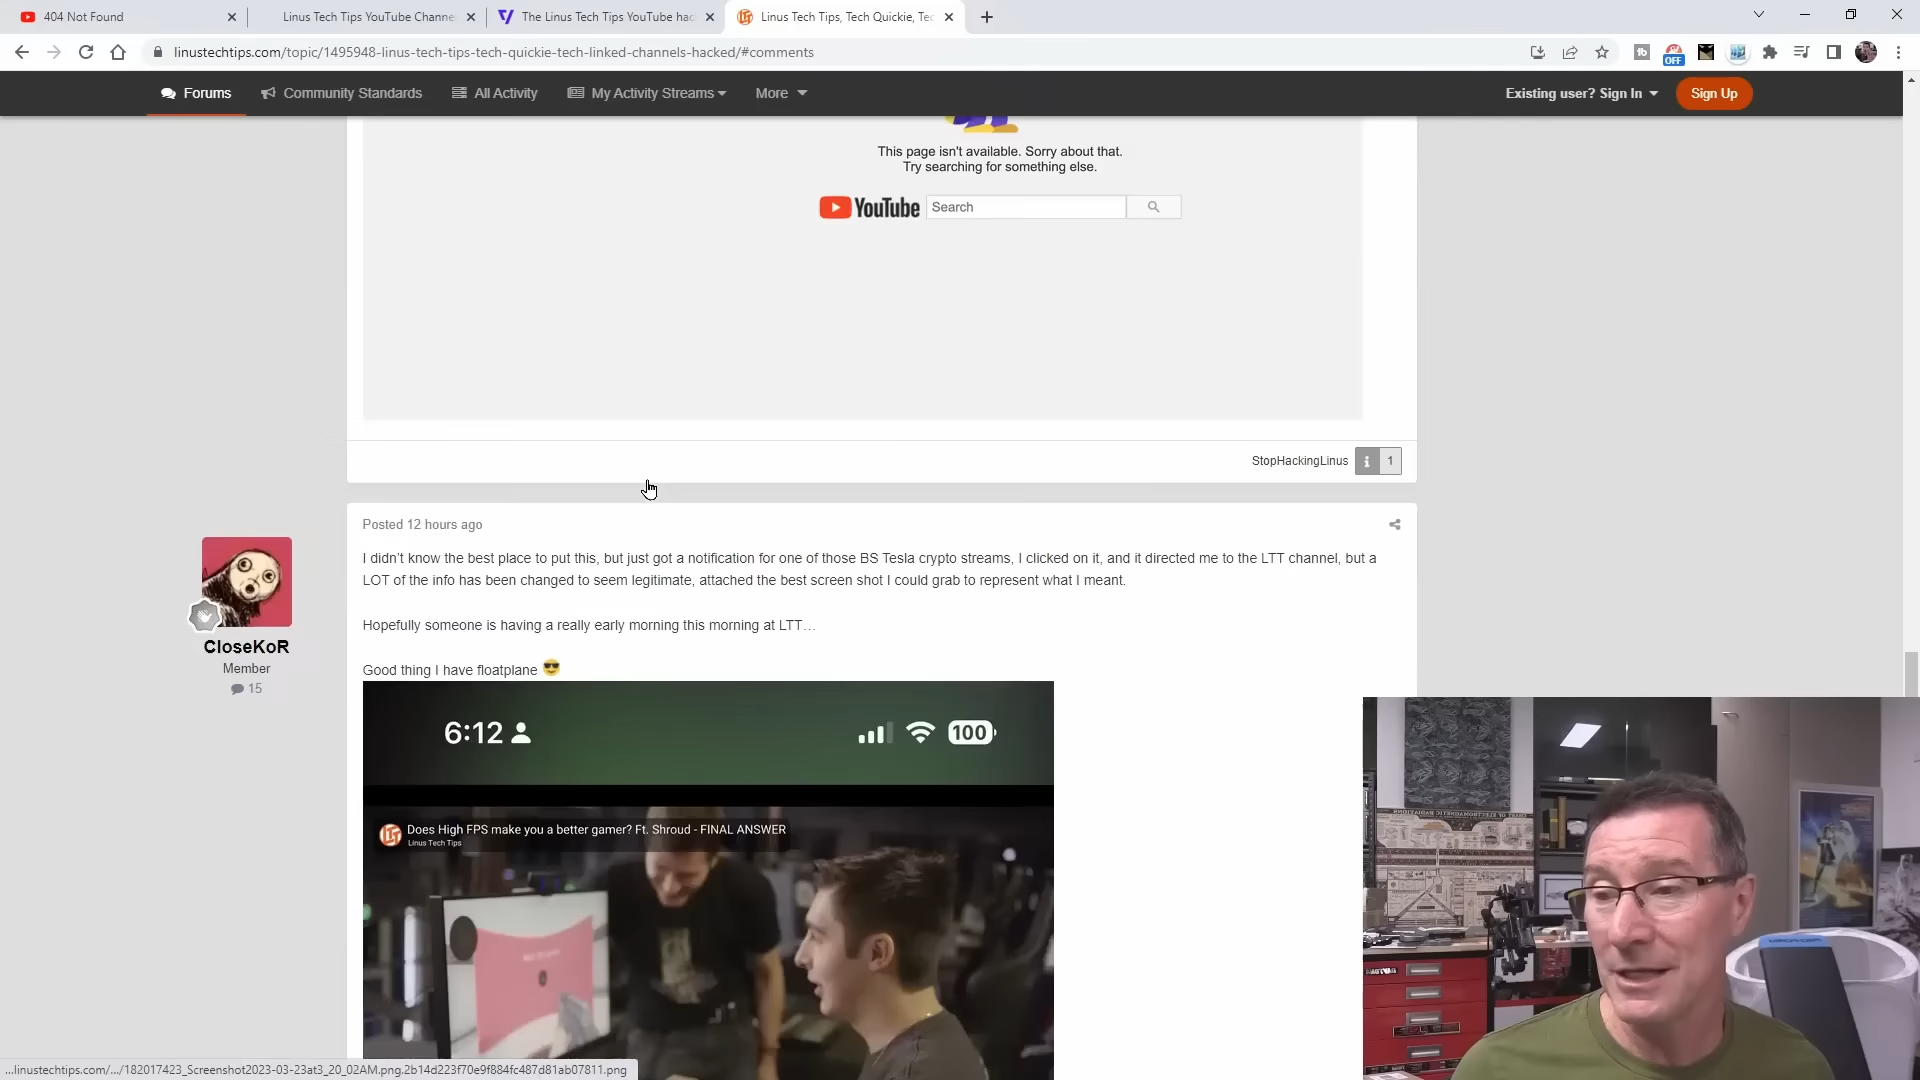 404 Not Found
Linus Tech Tips YouTube Channe
The Linus Tech Tips YouTube hac
Linus Tech Tips, Tech Quickie, Tec
linustechtips.com/topic/1495948-linus-tech-tips-tech-quickie-tech-linked-channels-hacked/#comments
OFF
Forums
Community Standards
All Activity
My Activity Streams
More
Existing user? Sign In
Sign Up
This page isn't available. Sorry about that.
Try searching for something else.
YouTube
Search
StopHackingLinus
1
Posted 12 hours ago
I didn't know the best place to put this, but just got a notification for one of those BS Tesla crypto streams, I clicked on it, and it directed me to the LTT channel, but a
LOT of the info has been changed to seem legitimate, attached the best screen shot I could grab to represent what I meant.
CloseKoR
Member
15
Hopefully someone is having a really early morning this morning at LTT…
Good thing I have floatplane 😎
6:12
100
Does High FPS make you a better gamer? Ft. Shroud - FINAL ANSWER
Linus Tech Tips
...linustechtips.com/.../182017423_Screenshot2023-03-23at3_20_02AM.png.2b14d223f70e9f884fc487d81ab07811.png